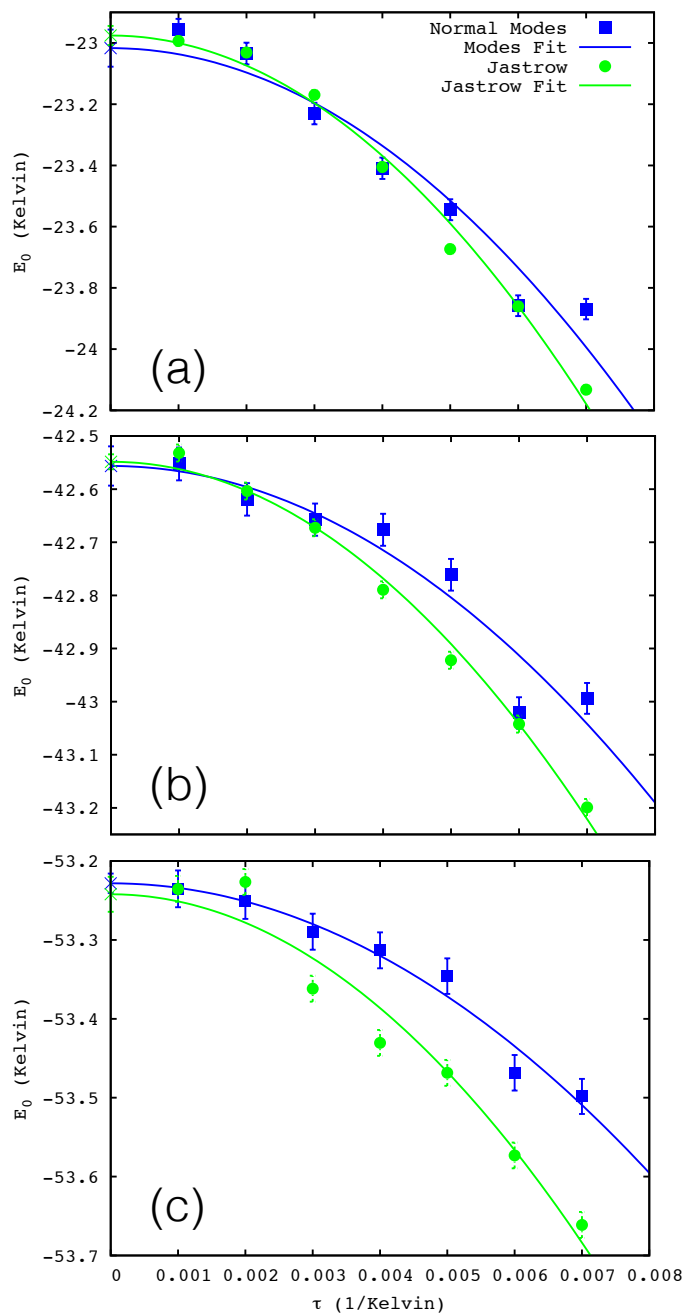 -23
-23.2
-23.4
-23.6
-23.8
-24
-24.2
E0 (Kelvin)
Normal Modes
Modes Fit
Jastrow
Jastrow Fit
(a)
-42.5
-42.6
-42.7
-42.8
-42.9
-43
-43.1
-43.2
E0 (Kelvin)
(b)
-53.2
-53.3
-53.4
-53.5
-53.6
-53.7
E0 (Kelvin)
(c)
0 0.001 0.002 0.003 0.004 0.005 0.006 0.007 0.008
τ (1/Kelvin)